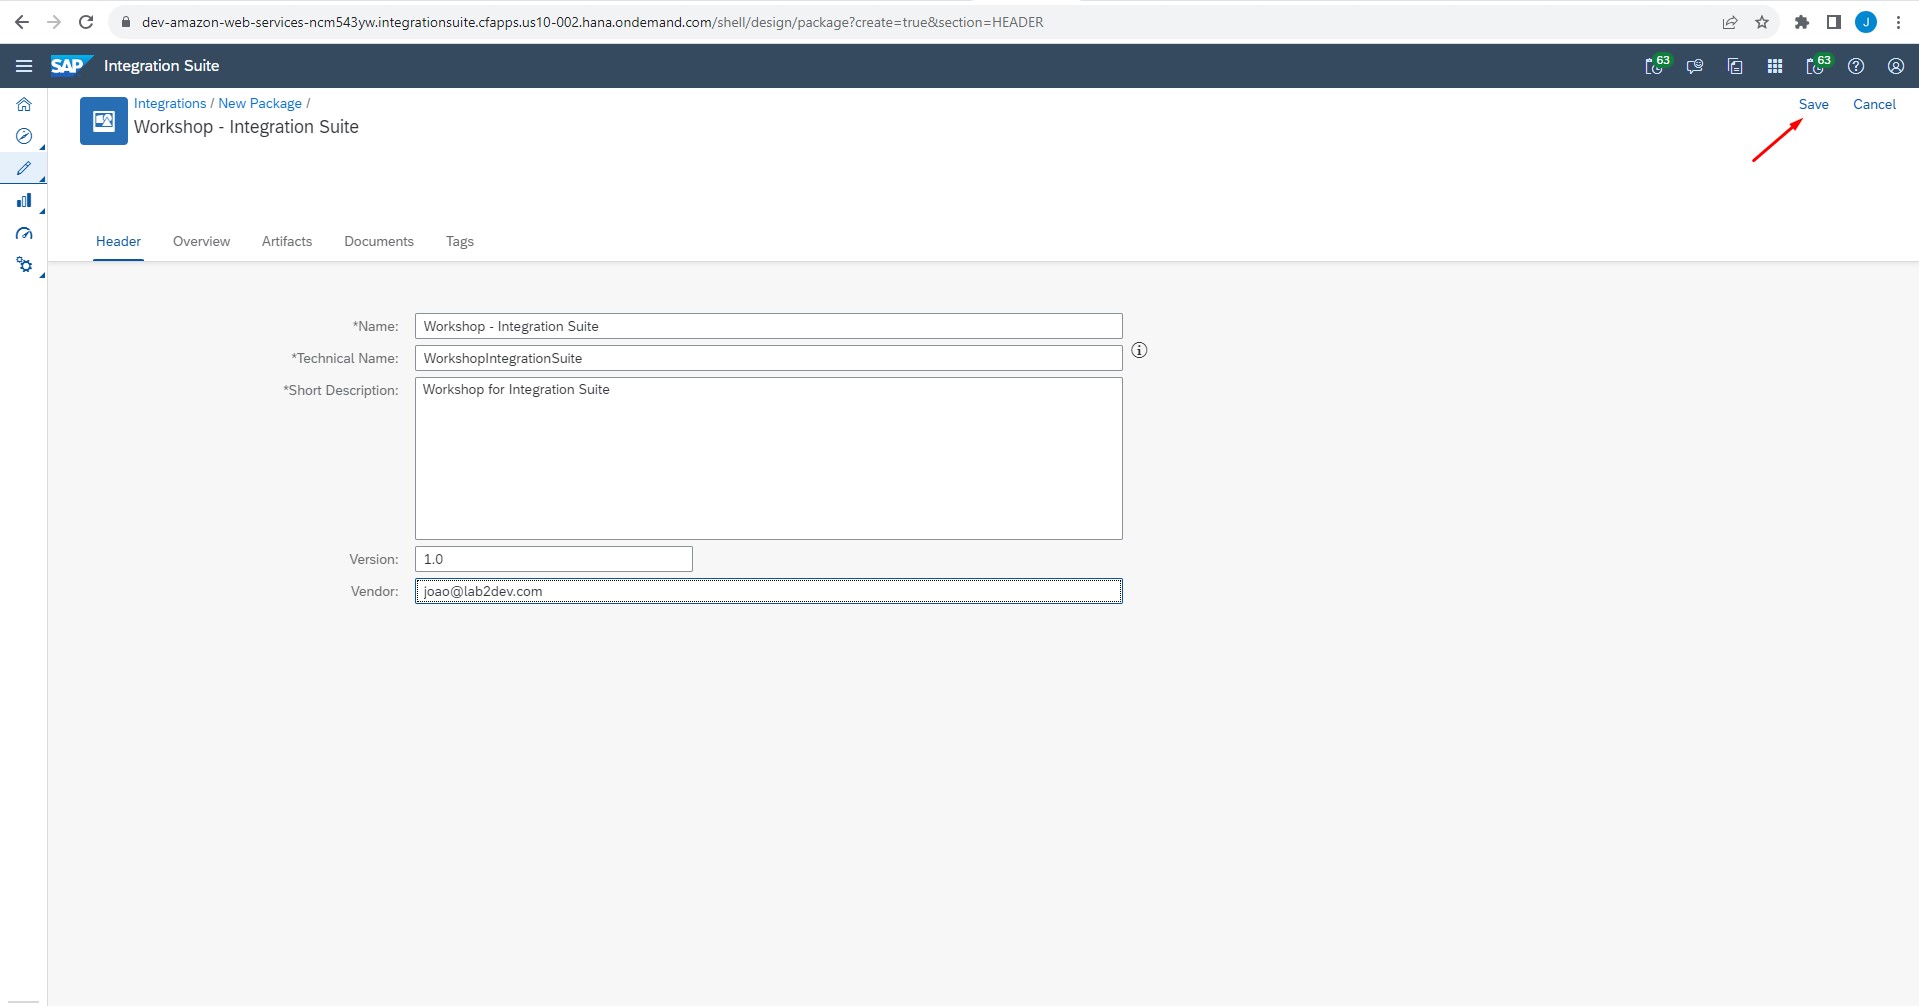 dev-amazon-web-services-ncm543yw.integrationsuite.cfapps.us10-002.hana.ondemand.com/shell/design/package?create=true&section=HEADER
J
SAP Integration Suite
63
63
Integrations / New Package /
Workshop - Integration Suite
Save Cancel
Header Overview Artifacts Documents Tags
*Name: Workshop - Integration Suite
*Technical Name: WorkshopIntegrationSuite
*Short Description: Workshop for Integration Suite
Version: 1.0
Vendor: joao@lab2dev.com